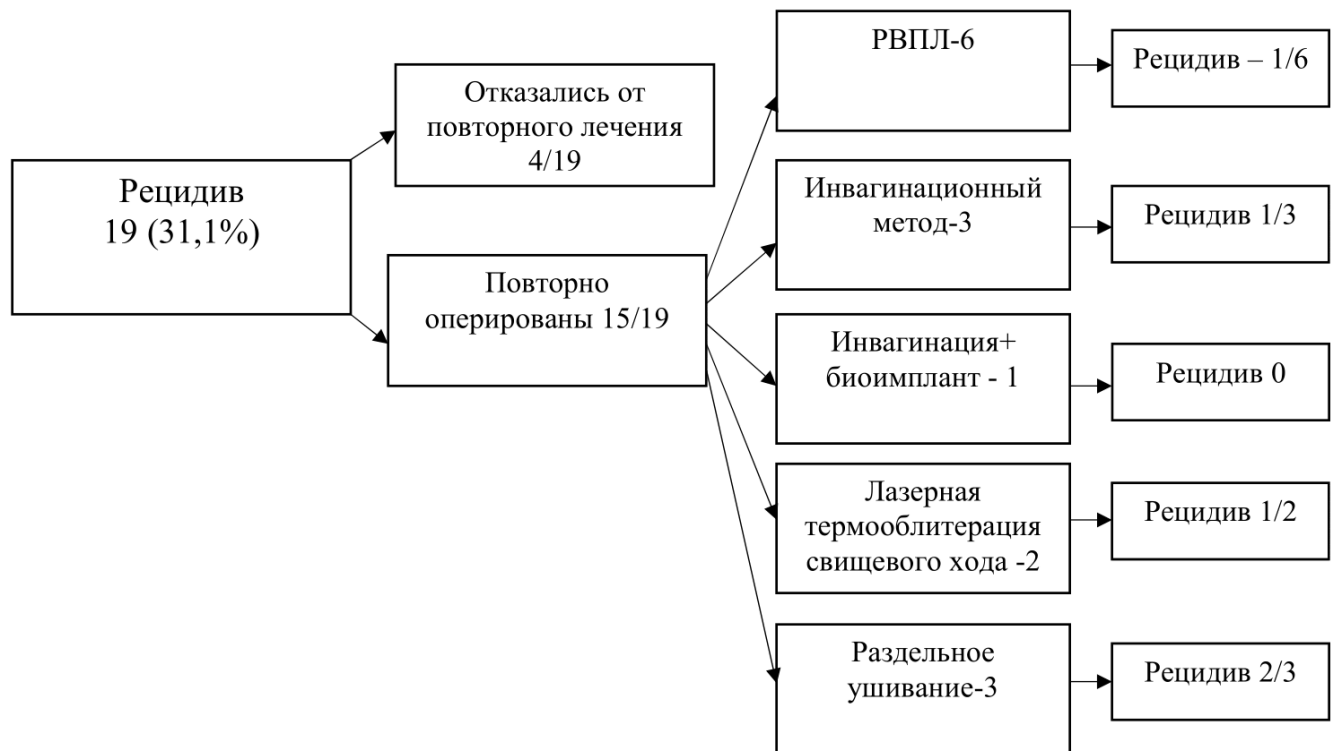 Рецидив
19 (31,1%)
Отказались от
повторного лечения
4/19
Повторно
оперированы 15/19
РВПЛ-6
Рецидив – 1/6
Инвагинационный
метод-3
Рецидив 1/3
Инвагинация+
биоимплант - 1
Рецидив 0
Лазерная
термооблитерация
свищевого хода -2
Рецидив 1/2
Раздельное
ушивание-3
Рецидив 2/3